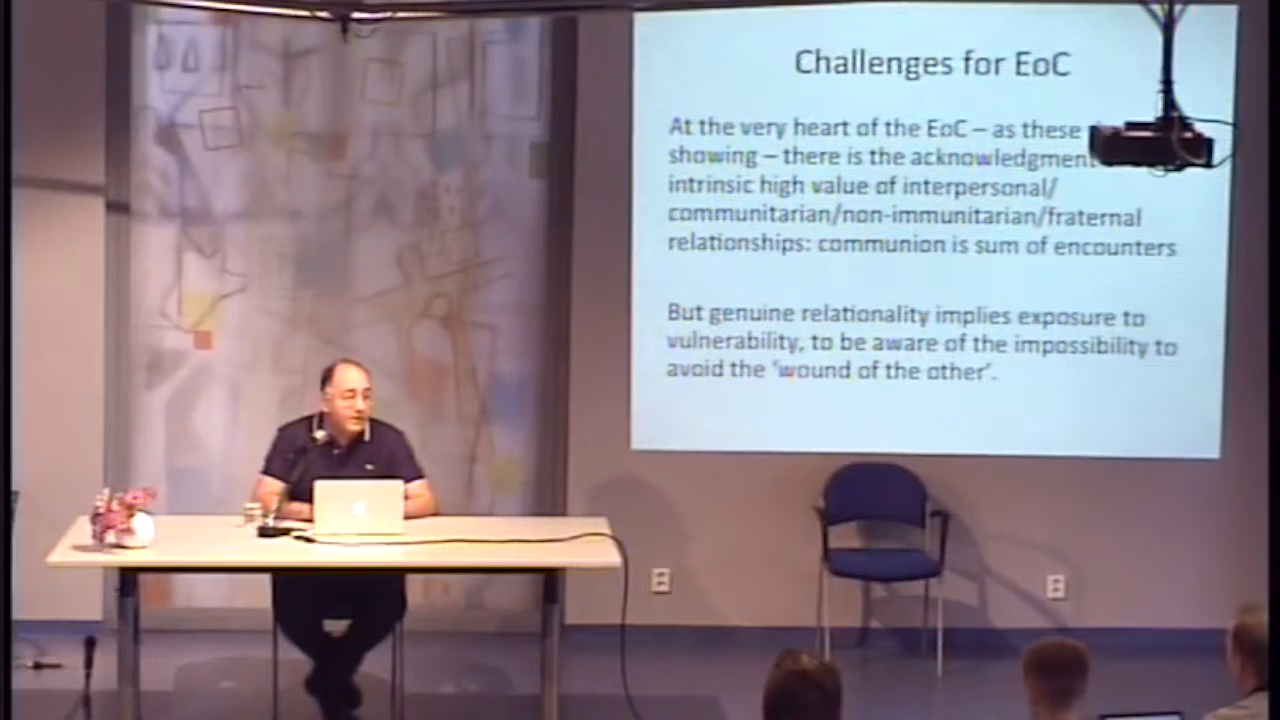 Challenges for EoC
At the very heart of the EoC – as these
showing – there is the acknowledgment
intrinsic high value of interpersonal/
communitarian/non-immunitarian/fraternal
relationships: communion is sum of encounters
But genuine relationality implies exposure to
vulnerability, to be aware of the impossibility to
avoid the 'wound of the other'.